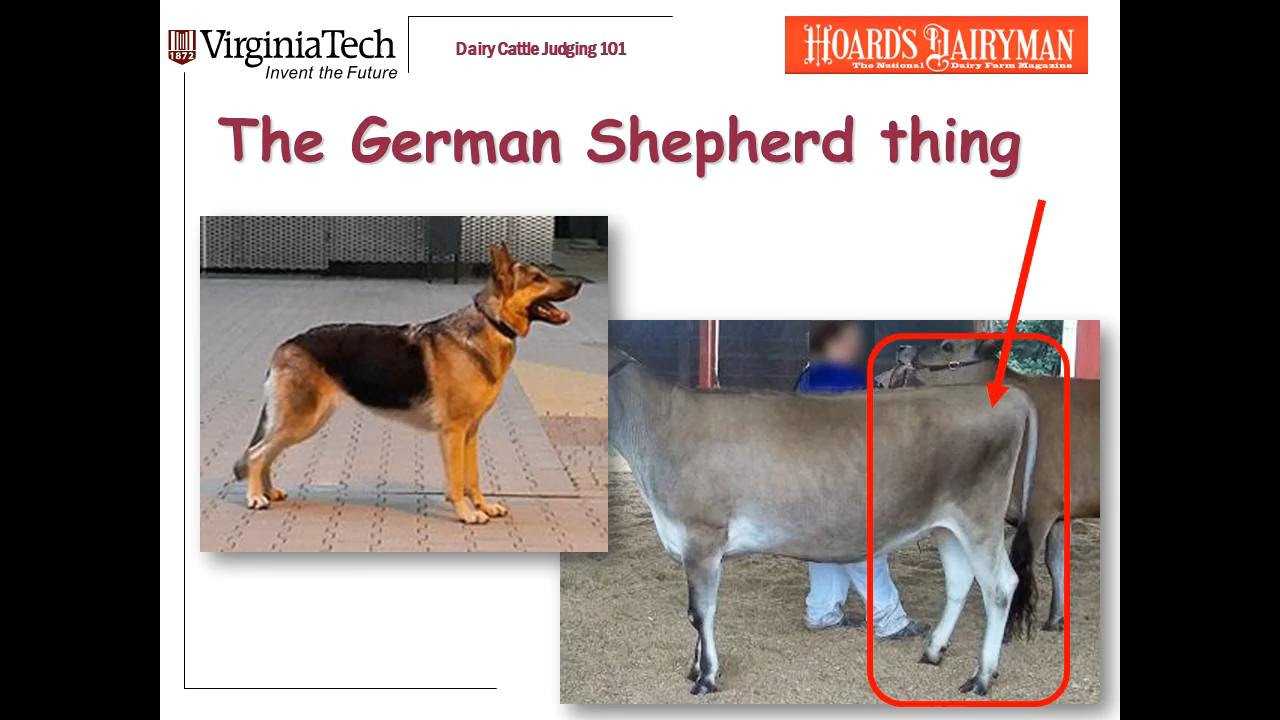 VirginiaTech
1872
Invent the Future
Dairy Cattle Judging 101
HOARD'S DAIRYMAN
The National Dairy Farm Magazine
The German Shepherd thing